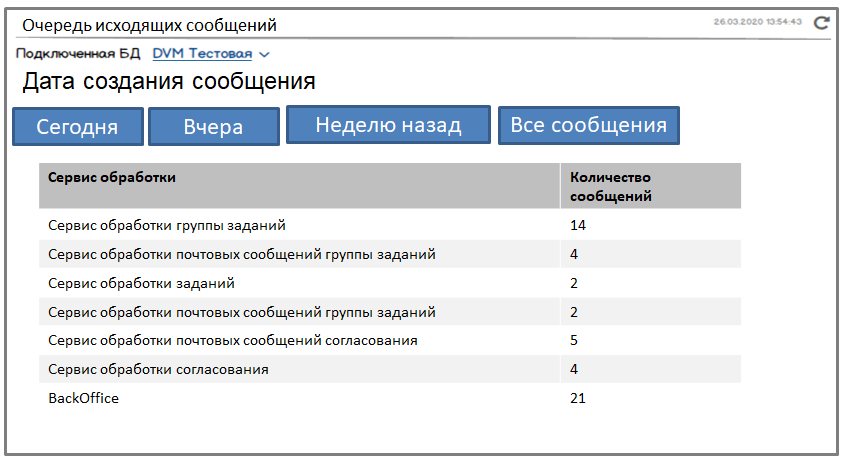 Очередь исходящих сообщений 26.03.2020 13:54:43
Подключенная БД DVM Тестовая
Дата создания сообщения
Сегодня Вчера Неделю назад Все сообщения
Сервис обработки Количество
сообщений
Сервис обработки группы заданий 14
Сервис обработки почтовых сообщений группы заданий 4
Сервис обработки заданий 2
Сервис обработки почтовых сообщений группы заданий 2
Сервис обработки почтовых сообщений согласования 5
Сервис обработки согласования 4
BackOffice 21